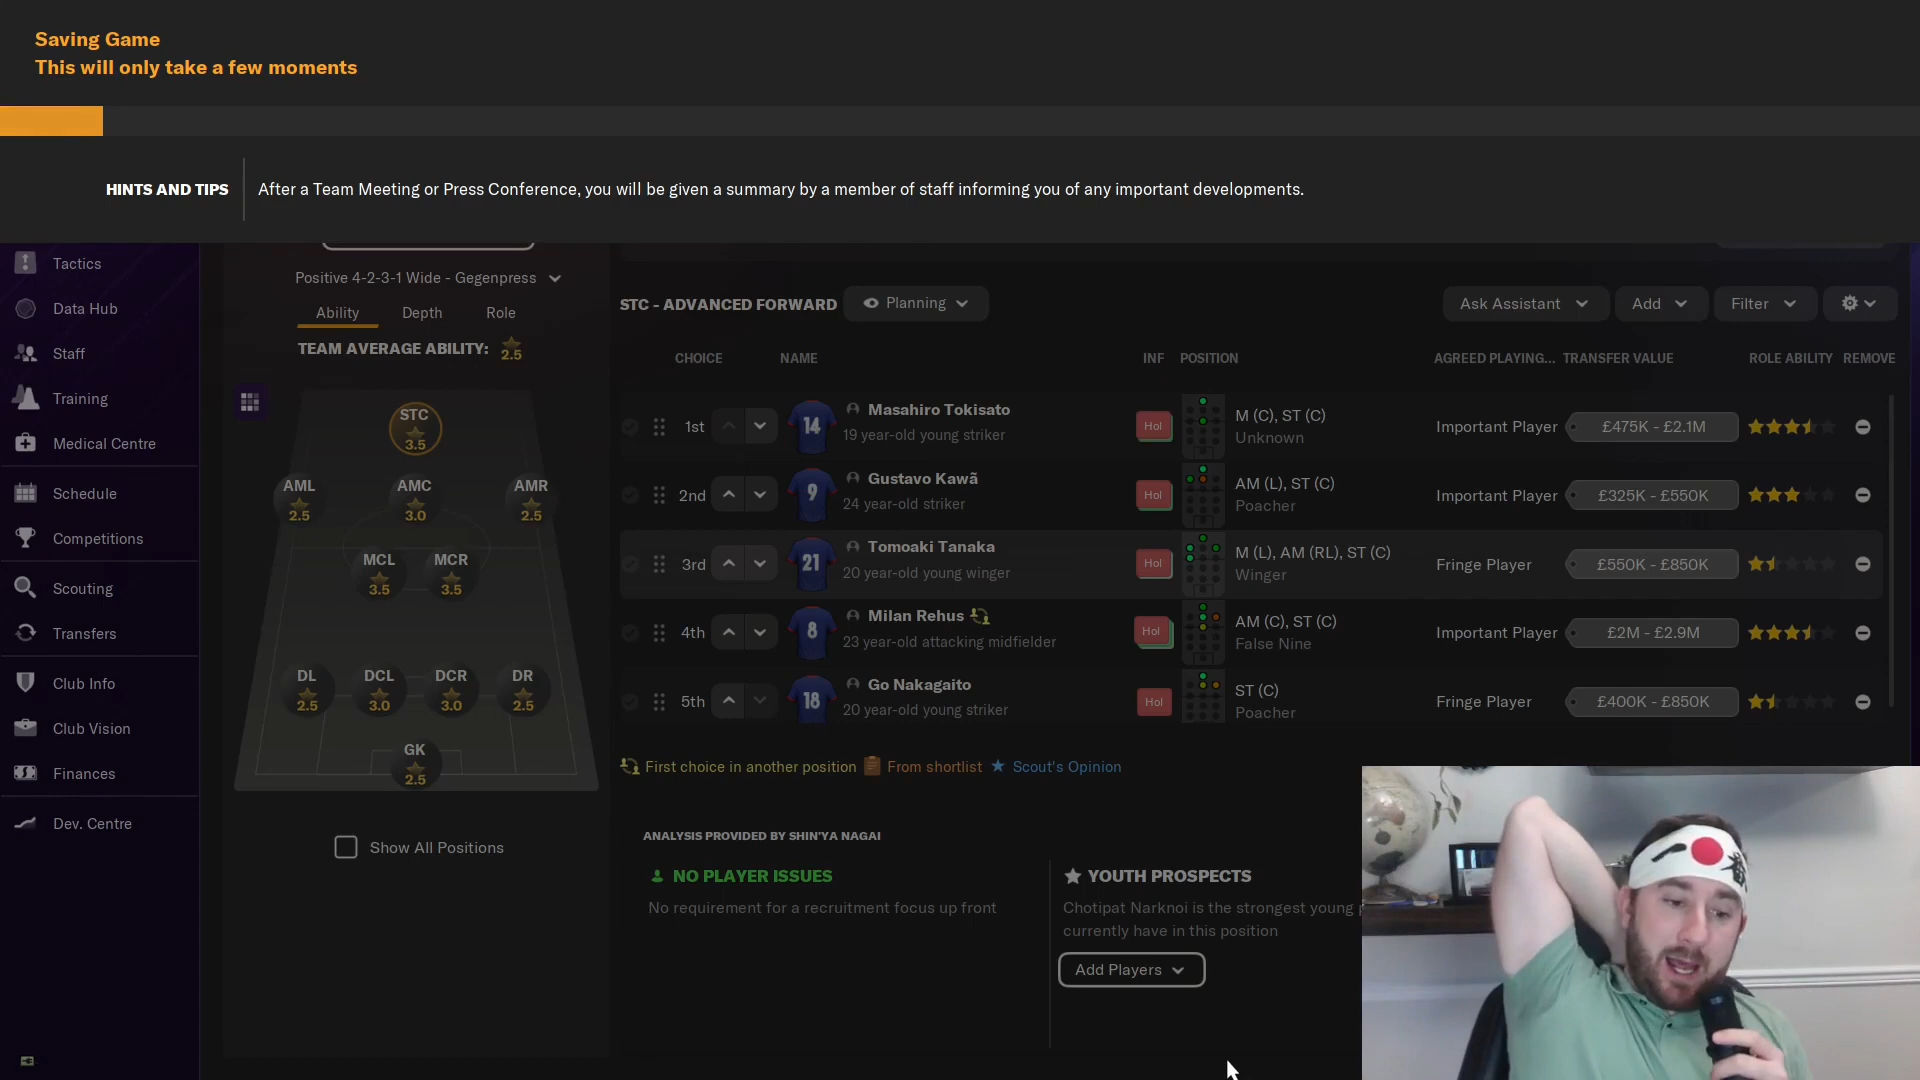 Saving Game
This will only take a few moments
HINTS AND TIPS
After a Team Meeting or Press Conference, you will be given a summary by a member of staff informing you of any important developments.
Tactics
Data Hub
Staff
Training
Medical Centre
Schedule
Competitions
Scouting
Transfers
Club Info
Club Vision
Finances
Dev. Centre
Positive 4-2-3-1 Wide - Gegenpress
Ability Depth Role
TEAM AVERAGE ABILITY: 2.5
STC
3.5
AML AMC AMR
2.5 3.0 2.5
MCL MCR
3.5 3.5
DL DCL DCR DR
2.5 3.0 3.0 2.5
GK
2.5
Show All Positions
STC - ADVANCED FORWARD Planning Ask Assistant Add Filter
CHOICE NAME INF POSITION AGREED PLAYING... TRANSFER VALUE ROLE ABILITY REMOVE
1st 14 Masahiro Tokisato Hol M (C), ST (C) Important Player £475K - £2.1M
19 year-old young striker Unknown
2nd 9 Gustavo Kawã Hol AM (L), ST (C) Important Player £325K - £550K
24 year-old striker Poacher
3rd 21 Tomoaki Tanaka Hol M (L), AM (RL), ST (C) Fringe Player £550K - £850K
20 year-old young winger Winger
4th 8 Milan Rehus Hol AM (C), ST (C) Important Player £2M - £2.9M
23 year-old attacking midfielder False Nine
5th 18 Go Nakagaito Hol ST (C) Fringe Player £400K - £850K
20 year-old young striker Poacher
First choice in another position From shortlist Scout's Opinion
ANALYSIS PROVIDED BY SHIN'YA NAGAI
NO PLAYER ISSUES
No requirement for a recruitment focus up front
YOUTH PROSPECTS
Chotipat Narknoi is the strongest young
currently have in this position
Add Players